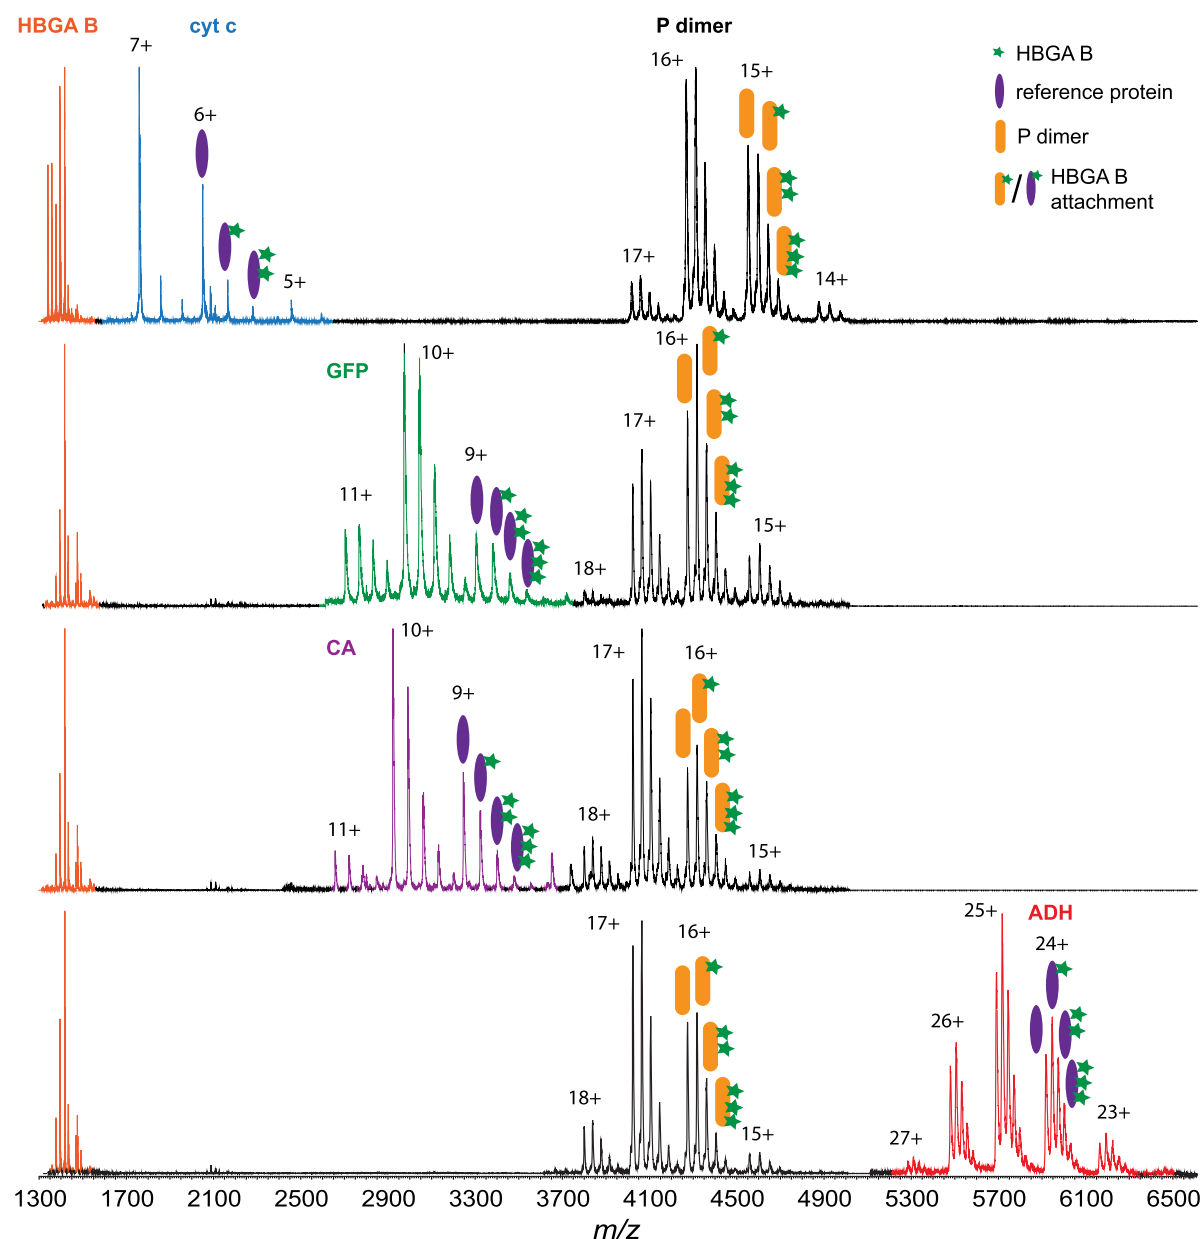 HBGA B
cyt c
P dimer
7+
6+
5+
17+
16+
15+
14+
HBGA B
reference protein
P dimer
/
HBGA B
attachment
GFP
11+
10+
9+
18+
17+
16+
15+
CA
11+
10+
9+
18+
17+
16+
15+
ADH
18+
17+
16+
15+
27+
26+
25+
24+
23+
1300 1700 2100 2500 2900 3300 3700 4100 4500 4900 5300 5700 6100 6500
m/z